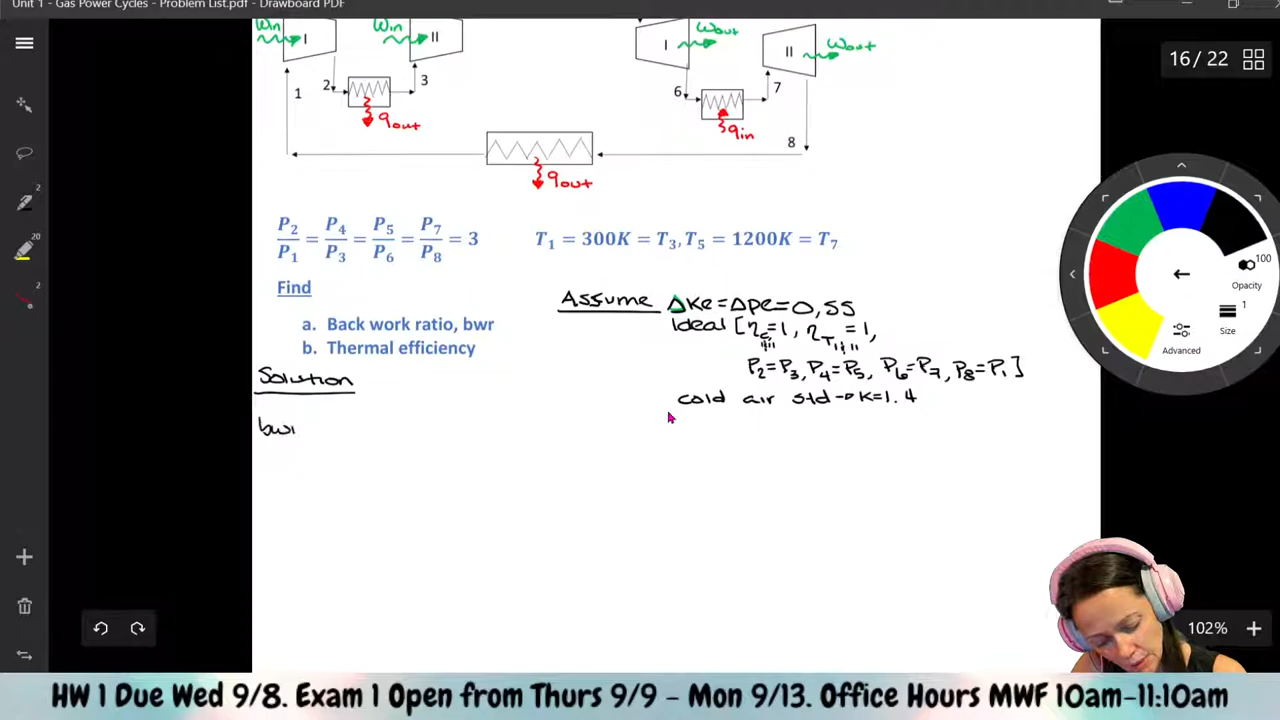 Unit 1 - Gas Power Cycles - Problem List.pdf - Drawboard PDF
Win I
Win II
I Wout
II Wout
16 / 22
1 2 3 6 7 8
qout
qin
qout
P2/P1 = P4/P3 = P5/P6 = P7/P8 = 3
T1 = 300K = T3, T5 = 1200K = T7
Find
a. Back work ratio, bwr
b. Thermal efficiency
Assume ΔKe=ΔPe=0, SS
Ideal [ηc I,II=1, ηT I,II=1,
P2=P3, P4=P5, P6=P7, P8=P1]
cold air std → K=1.4
Solution
bwr
2
20
2
100
Opacity
1
Size
Advanced
102%
HW 1 Due Wed 9/8. Exam 1 Open from Thurs 9/9 - Mon 9/13. Office Hours MWF 10am-11:10am